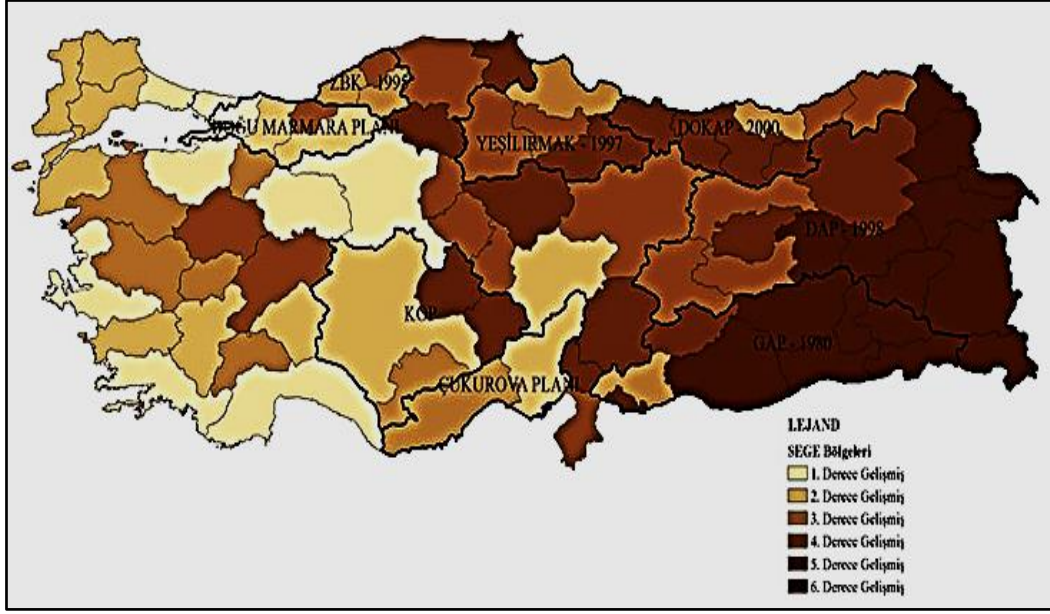 ZBK - 1995
DOĞU MARMARA PLANI
YEŞİLIRMAK - 1997
DOKAP - 2000
DAP - 1998
KOP
GAP - 1980
ÇUKUROVA PLANI
LEJAND
SEGE Bölgeleri
1. Derece Gelişmiş
2. Derece Gelişmiş
3. Derece Gelişmiş
4. Derece Gelişmiş
5. Derece Gelişmiş
6. Derece Gelişmiş